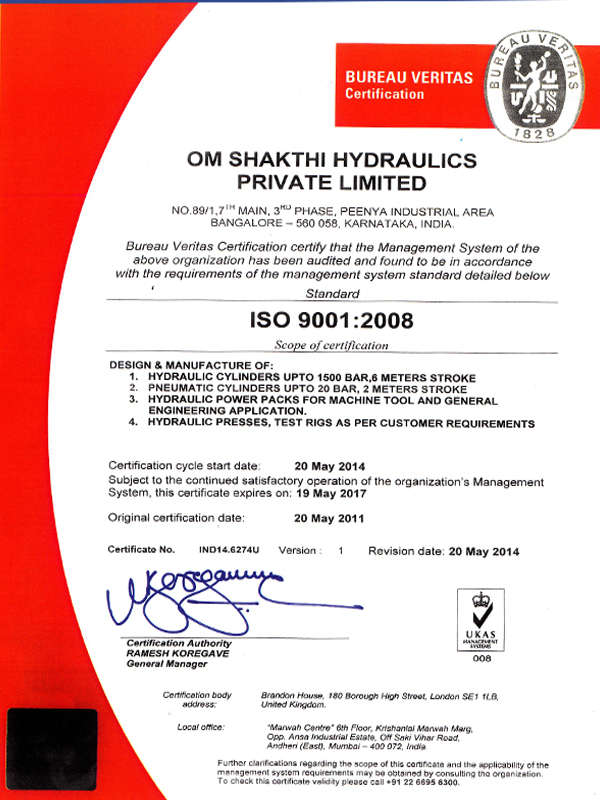 BUREAU VERITAS
Certification
BUREAU VERITAS
1828
OM SHAKTHI HYDRAULICS
PRIVATE LIMITED
NO.89/1,7TH MAIN, 3RD PHASE, PEENYA INDUSTRIAL AREA
BANGALORE – 560 058, KARNATAKA, INDIA.
Bureau Veritas Certification certify that the Management System of the
above organization has been audited and found to be in accordance
with the requirements of the management system standard detailed below
Standard
ISO 9001:2008
Scope of certification
DESIGN & MANUFACTURE OF:
1. HYDRAULIC CYLINDERS UPTO 1500 BAR,6 METERS STROKE
2. PNEUMATIC CYLINDERS UPTO 20 BAR, 2 METERS STROKE
3. HYDRAULIC POWER PACKS FOR MACHINE TOOL AND GENERAL
ENGINEERING APPLICATION.
4. HYDRAULIC PRESSES, TEST RIGS AS PER CUSTOMER REQUIREMENTS
Certification cycle start date: 20 May 2014
Subject to the continued satisfactory operation of the organization's Management
System, this certificate expires on: 19 May 2017
Original certification date: 20 May 2011
Certificate No. IND14.6274U Version : 1 Revision date: 20 May 2014
Certification Authority
RAMESH KOREGAVE
General Manager
UKAS
MANAGEMENT
SYSTEMS
008
Certification body address: Brandon House, 180 Borough High Street, London SE1 1LB,
United Kingdom.
Local office: "Marwah Centre" 6th Floor, Krishanlal Marwah Marg,
Opp. Ansa Industrial Estate, Off Saki Vihar Road,
Andheri (East), Mumbai – 400 072, India
Further clarifications regarding the scope of this certificate and the applicability of the
management system requirements may be obtained by consulting the organization.
To check this certificate validity please call +91 22 6695 6300.